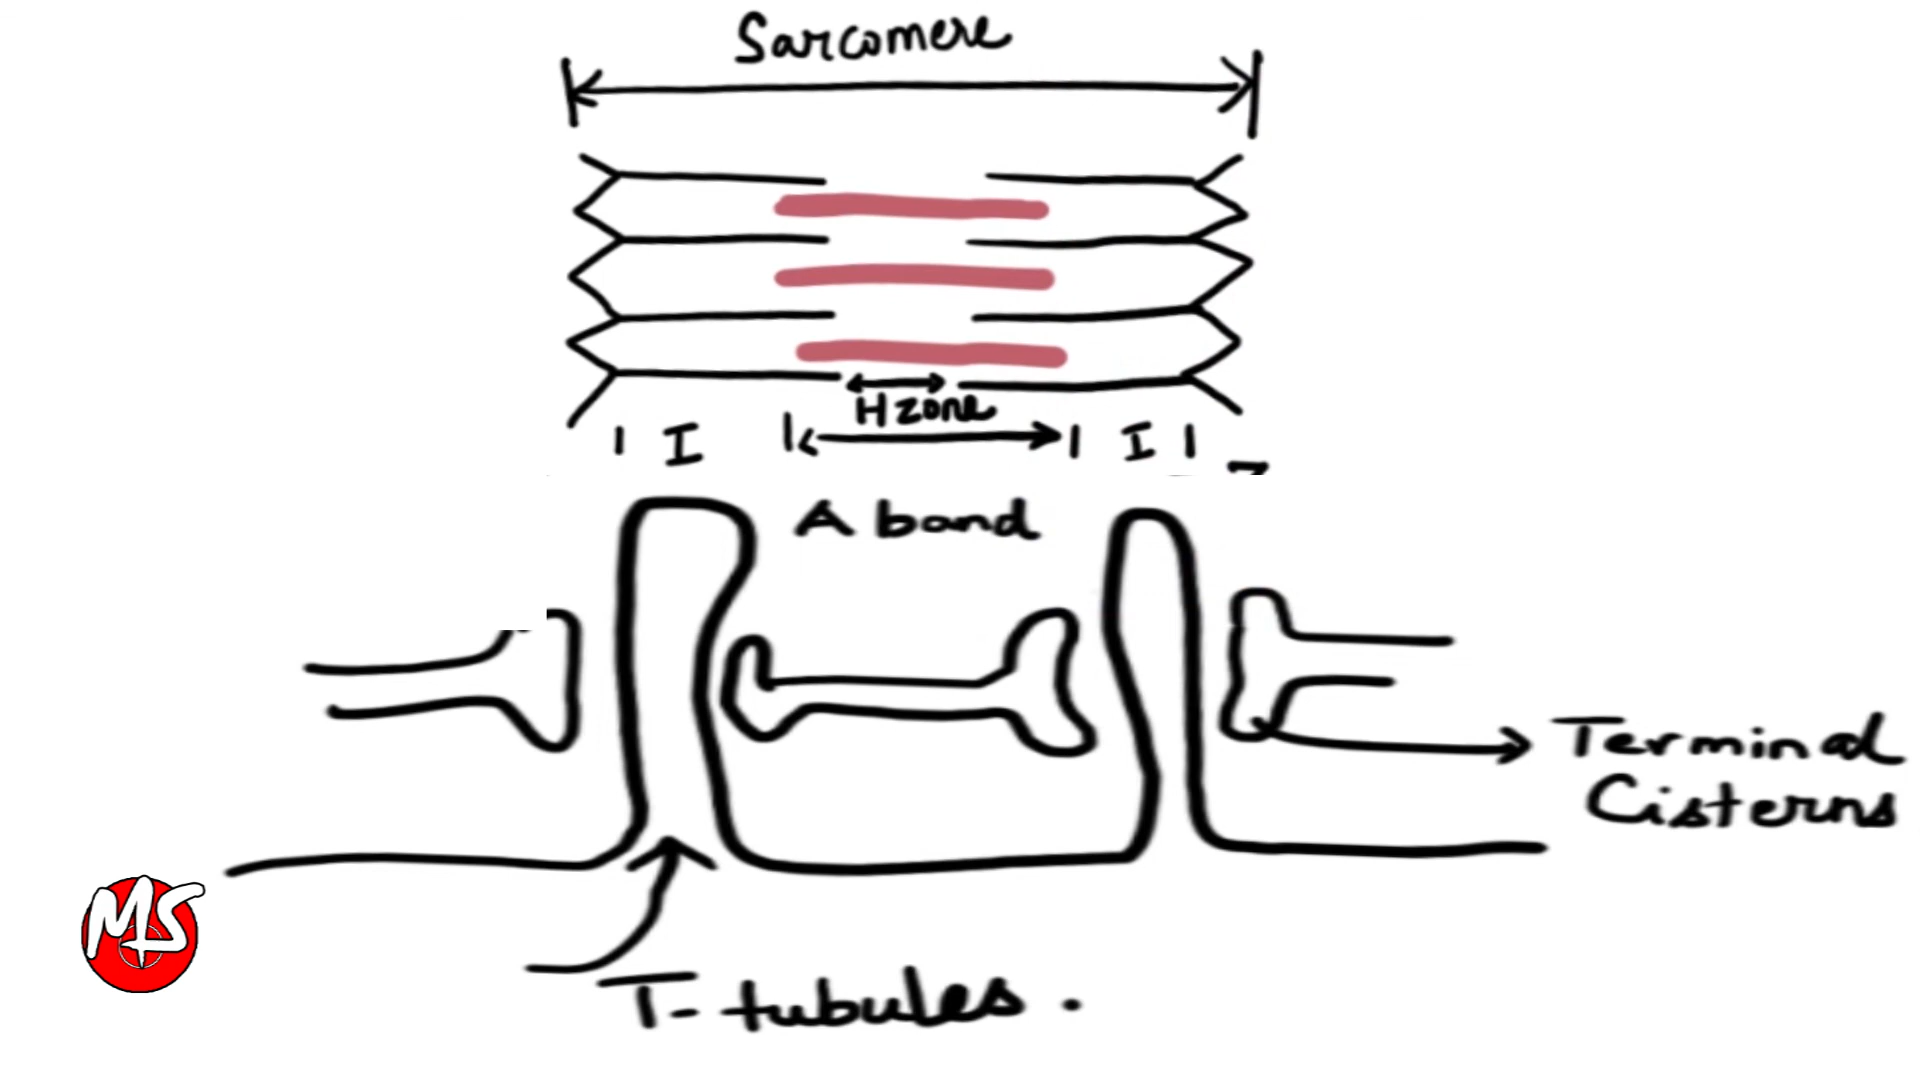 Sarcomere
H zone
I
I
A band
Terminal
Cisterns
T-tubules.
MS